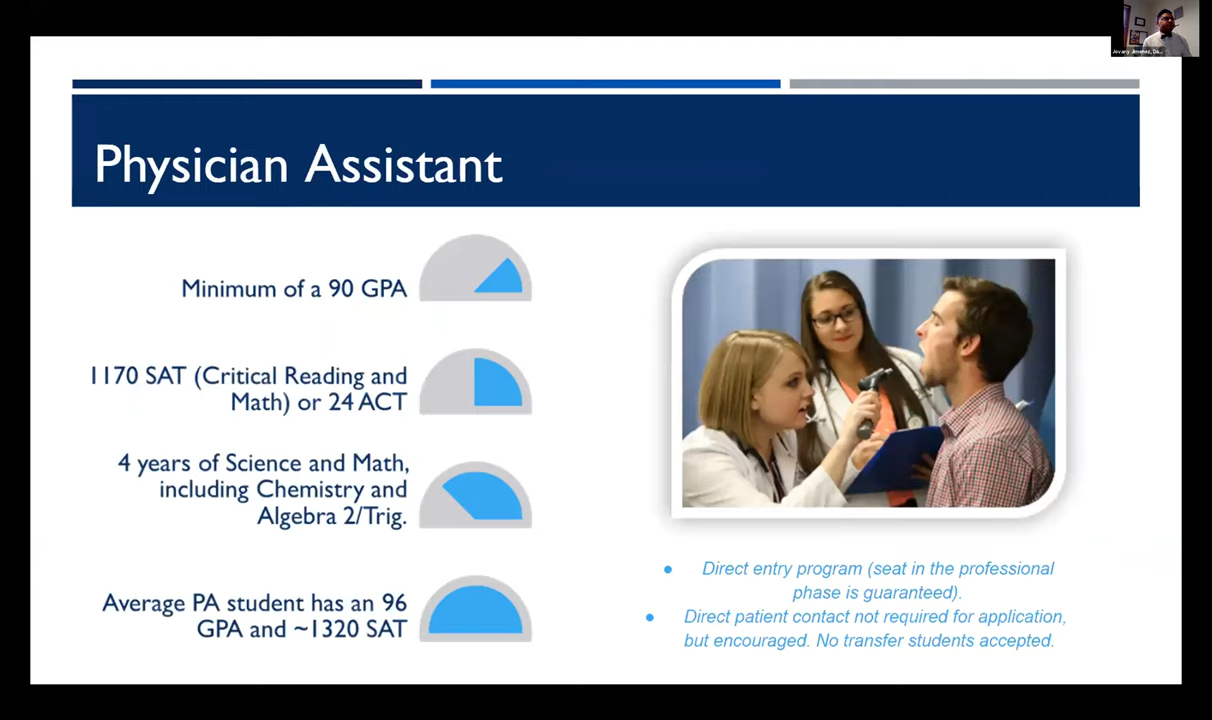 Jovany Jimenez, Da...
Physician Assistant
Minimum of a 90 GPA
1170 SAT (Critical Reading and
Math) or 24 ACT
4 years of Science and Math,
including Chemistry and
Algebra 2/Trig.
Average PA student has an 96
GPA and ~1320 SAT
● Direct entry program (seat in the professional
phase is guaranteed).
● Direct patient contact not required for application,
but encouraged. No transfer students accepted.